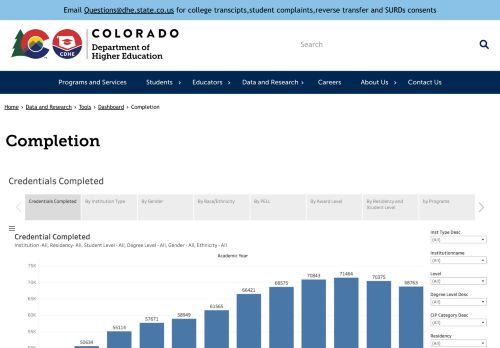 Email Questions@dhe.state.co.us for college transcipts,student complaints,reverse transfer and SURDs consents
COLORADO
Department of
Higher Education
CDHE
Search
Programs and Services
Students
Educators
Data and Research
Careers
About Us
Contact Us
Home › Data and Research › Tools › Dashboard › Completion
Completion
Credentials Completed
Credentials Completed
By Institution Type
By Gender
By Race/Ethnicity
By PELL
By Award Level
By Residency and
Student Level
by Programs
Credential Completed
Institution- All, Residency- All, Student Level - All, Degree Level - All, Gender - All, Ethnicity - All
Academic Year
75K
70K
65K
60K
55K
50K
50634
55114
57671
58949
61565
66421
68575
70843
71464
70375
68763
Inst Type Desc
(All)
Institutionname
(All)
Level
(All)
Degree Level Desc
(All)
CIP Category Desc
(All)
Residency
(All)